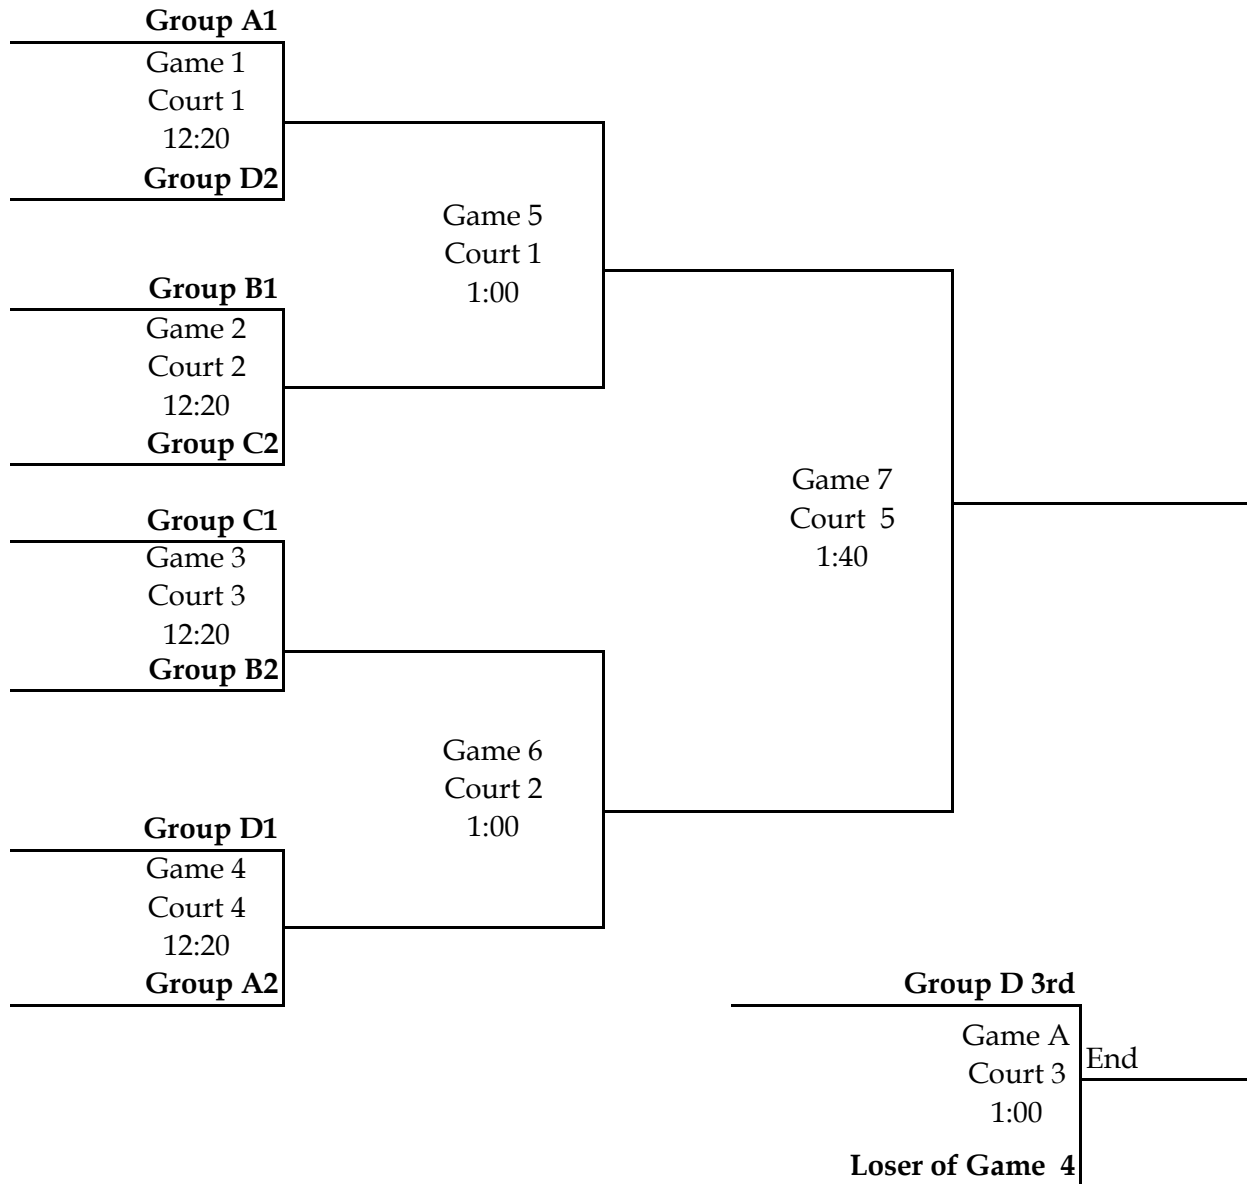 Group A1
Game 1
Court 1
12:20
Group D2
Game 5
Court 1
1:00
Group B1
Game 2
Court 2
12:20
Group C2
Game 7
Court 5
1:40
Group C1
Game 3
Court 3
12:20
Group B2
Game 6
Court 2
1:00
Group D1
Game 4
Court 4
12:20
Group A2
Group D 3rd
Game A
Court 3
1:00
End
Loser of Game 4